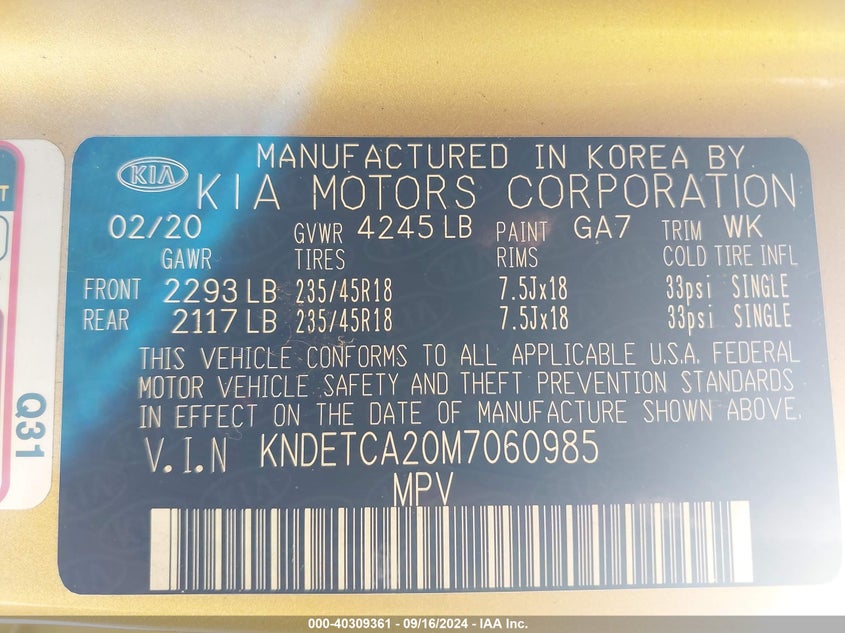 MANUFACTURED IN KOREA BY
KIA KIA MOTORS CORPORATION
02/20 GVWR 4245 LB PAINT GA7 TRIM WK
GAWR TIRES RIMS COLD TIRE INFL
FRONT 2293 LB 235/45R18 7.5Jx18 33psi SINGLE
REAR 2117 LB 235/45R18 7.5Jx18 33psi SINGLE
THIS VEHICLE CONFORMS TO ALL APPLICABLE U.S.A. FEDERAL
MOTOR VEHICLE SAFETY AND THEFT PREVENTION STANDARDS
IN EFFECT ON THE DATE OF MANUFACTURE SHOWN ABOVE.
V.I.N KNDETCA20M7060985
MPV
Q31
000-40309361 - 09/16/2024 - IAA Inc.